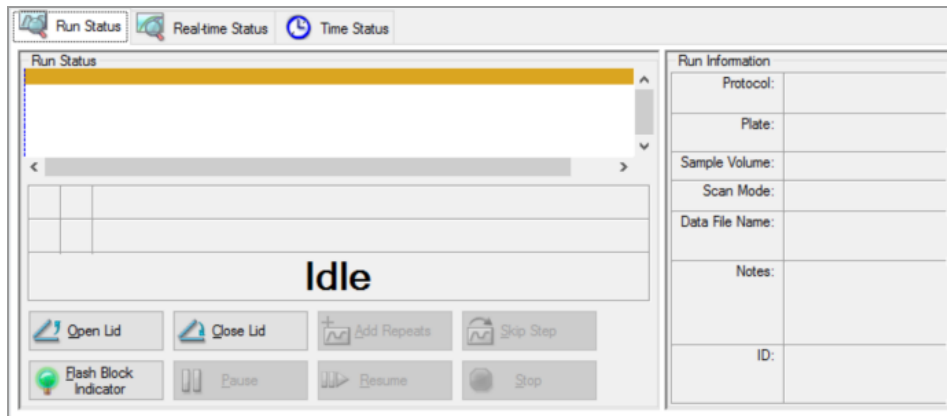 Run Status
Real-time Status
Time Status
Run Status
Idle
Open Lid
Close Lid
Add Repeats
Skip Step
Flash Block
Indicator
Pause
Resume
Stop
Run Information
Protocol:
Plate:
Sample Volume:
Scan Mode:
Data File Name:
Notes:
ID: